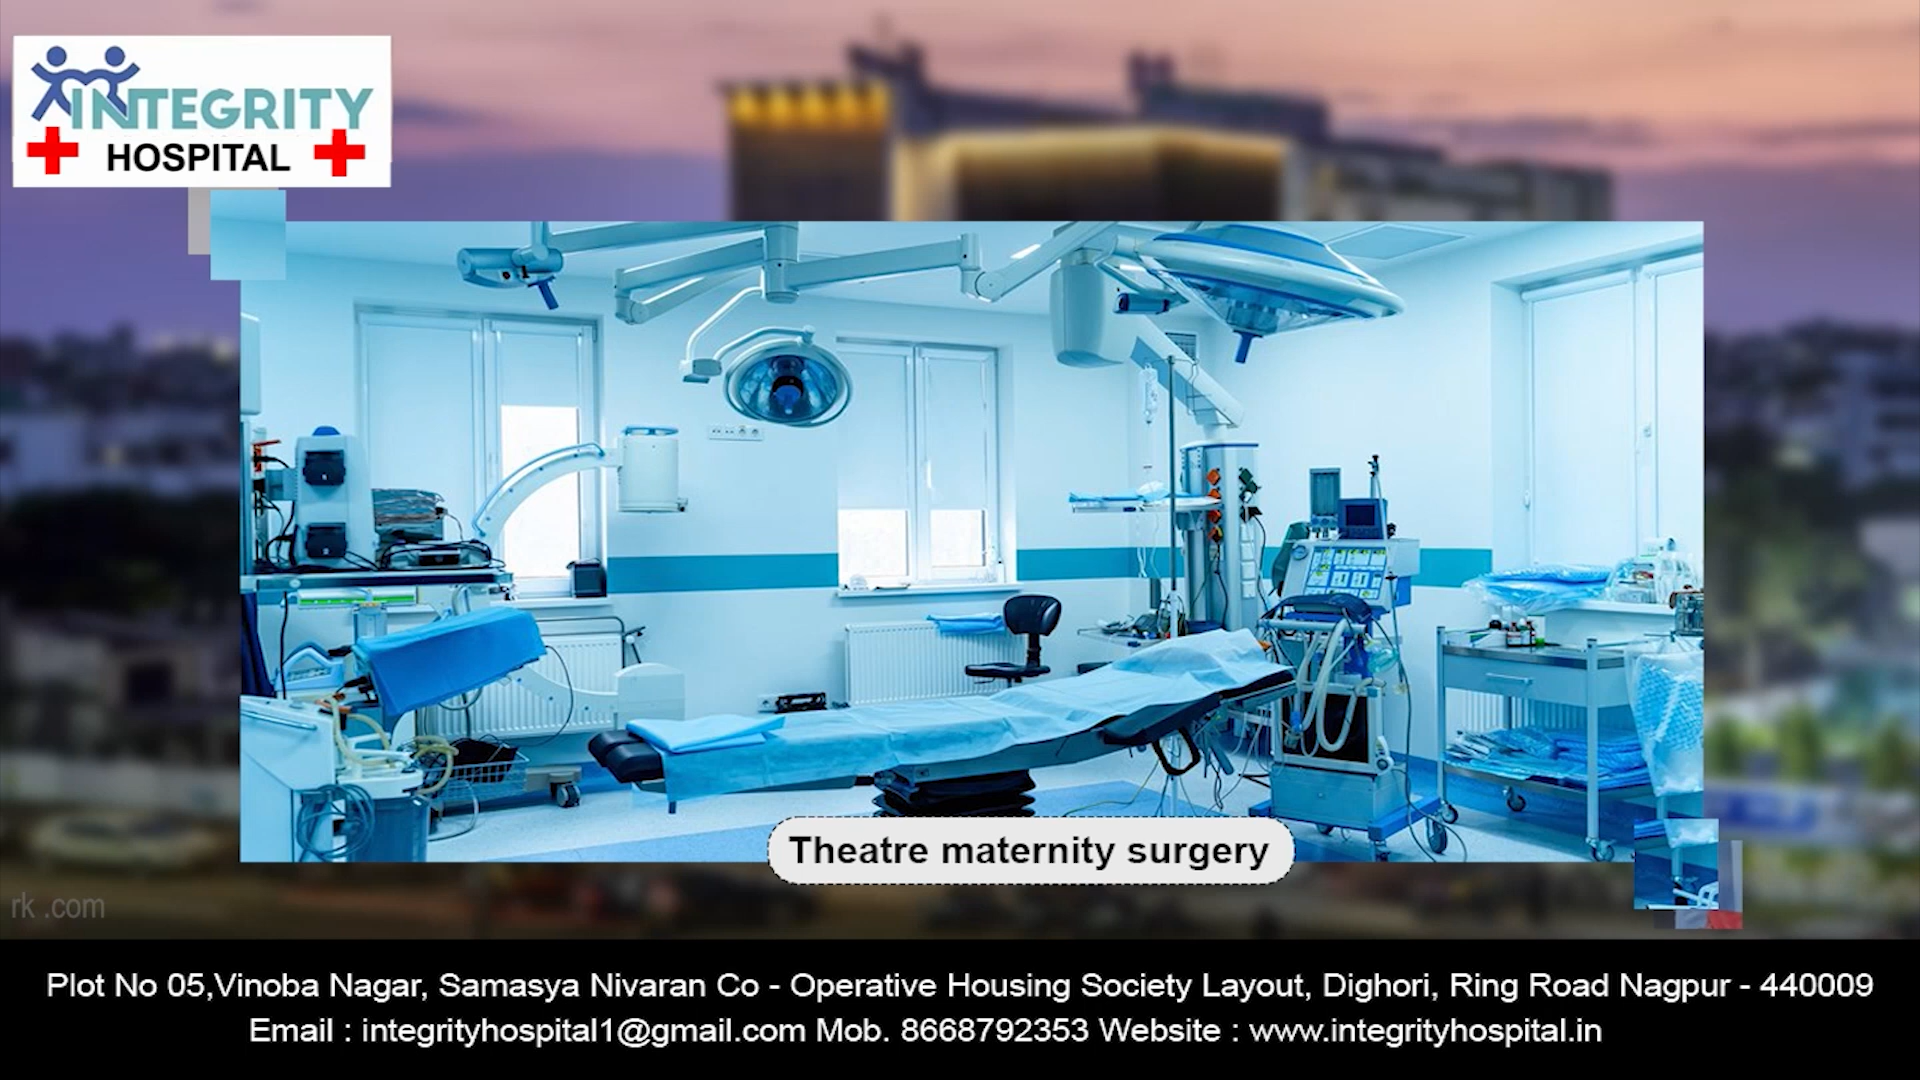 INTEGRITY
HOSPITAL
Theatre maternity surgery
rk .com
Plot No 05,Vinoba Nagar, Samasya Nivaran Co - Operative Housing Society Layout, Dighori, Ring Road Nagpur - 440009
Email : integrityhospital1@gmail.com Mob. 8668792353 Website : www.integrityhospital.in